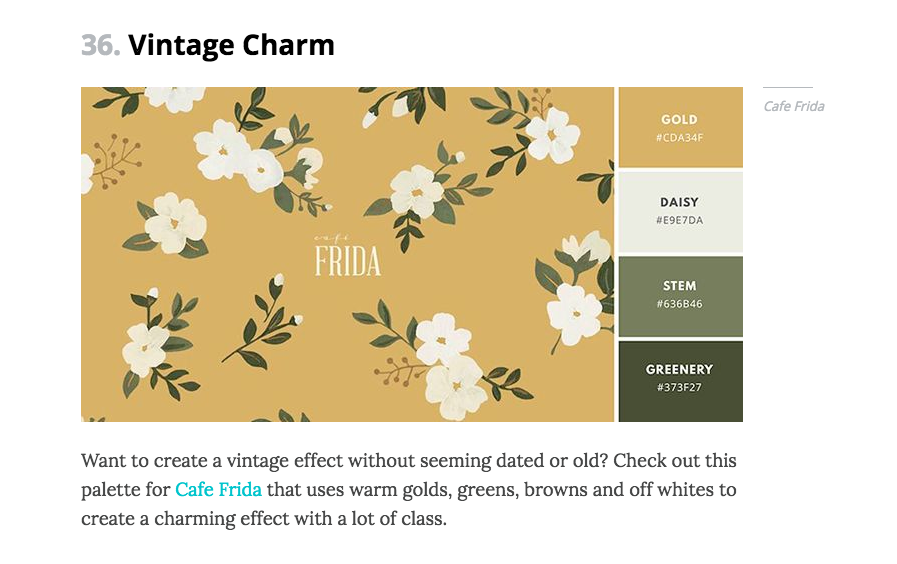 36. Vintage Charm
Cafe Frida
café
FRIDA
GOLD
#CDA34F
DAISY
#E9E7DA
STEM
#636B46
GREENERY
#373F27
Want to create a vintage effect without seeming dated or old? Check out this
palette for Cafe Frida that uses warm golds, greens, browns and off whites to
create a charming effect with a lot of class.